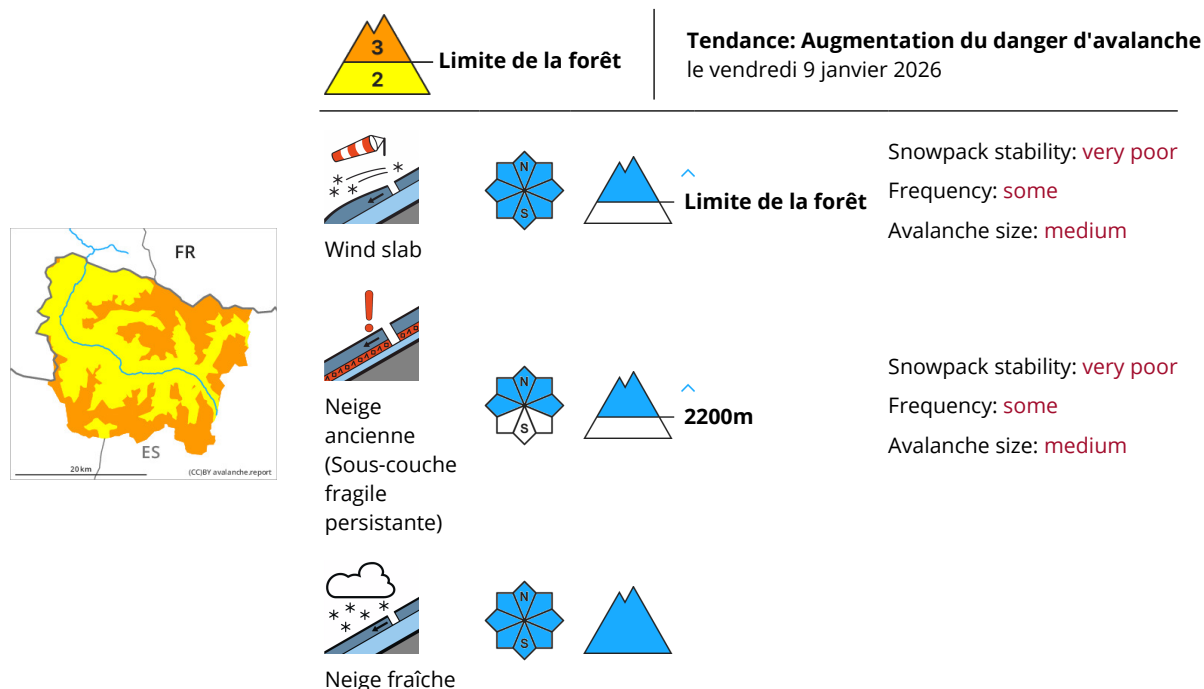 3
2
Limite de la forêt
Tendance: Augmentation du danger d'avalanche
le vendredi 9 janvier 2026
FR
ES
20 km
(CC)BY avalanche.report
Wind slab
N
S
Limite de la forêt
Snowpack stability: very poor
Frequency: some
Avalanche size: medium
Neige
ancienne
(Sous-couche
fragile
persistante)
N
S
2200m
Snowpack stability: very poor
Frequency: some
Avalanche size: medium
Neige fraîche
N
S